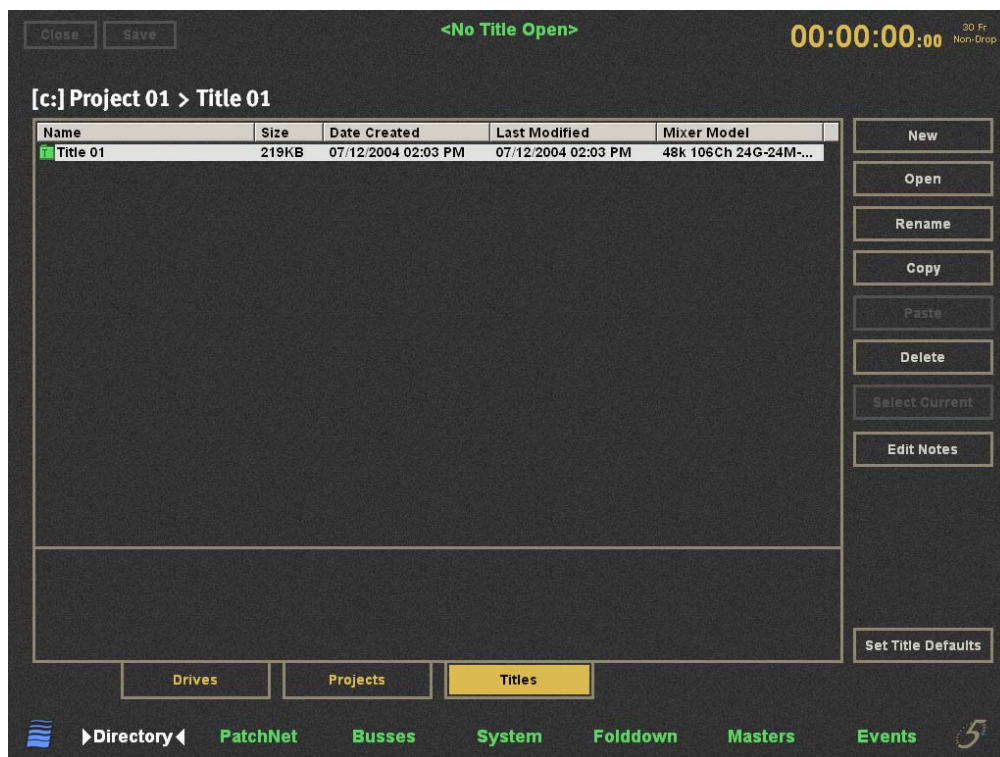 Close Save <No Title Open> 00:00:00:00 30 Fr
Non-Drop
[c:] Project 01 > Title 01
Name Size Date Created Last Modified Mixer Model
T Title 01 219KB 07/12/2004 02:03 PM 07/12/2004 02:03 PM 48k 106Ch 24G-24M-...
New
Open
Rename
Copy
Paste
Delete
Select Current
Edit Notes
Set Title Defaults
Drives Projects Titles
Directory PatchNet Busses System Folddown Masters Events 5